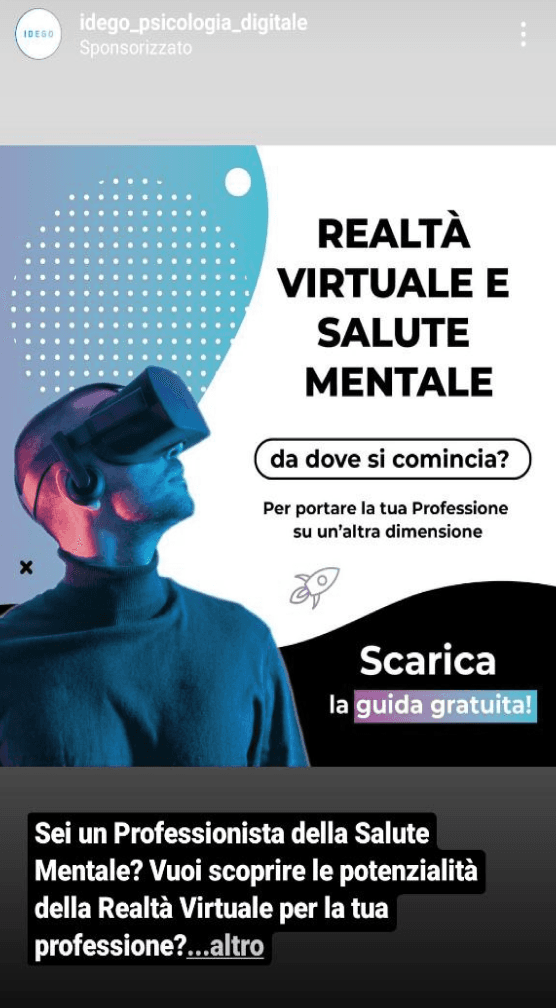 IDEGO
idego_psicologia_digitale
Sponsorizzato
REALTÀ
VIRTUALE E
SALUTE
MENTALE
da dove si comincia?
Per portare la tua Professione
su un'altra dimensione
Scarica
la guida gratuita!
Sei un Professionista della Salute
Mentale? Vuoi scoprire le potenzialità
della Realtà Virtuale per la tua
professione?...altro